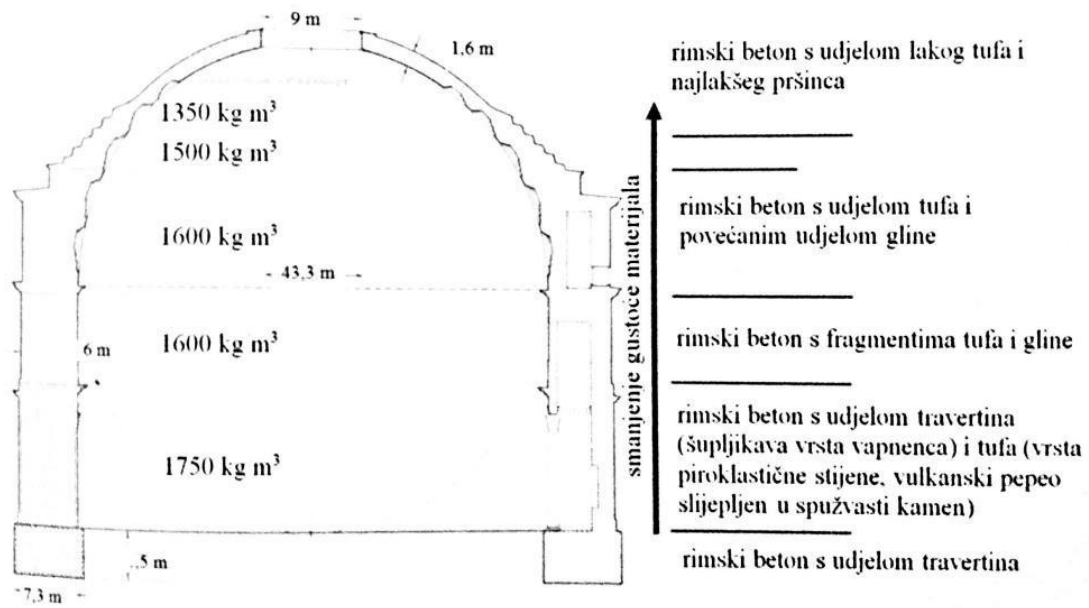 9 m
1,6 m
1350 kg m³
1500 kg m³
1600 kg m³
43,3 m
1600 kg m³
6 m
1750 kg m³
,5 m
7,3 m
smanjenje gustoće materijala
rimski beton s udjelom lakog tufa i
najlakšeg pršinca
rimski beton s udjelom tufa i
povećanim udjelom gline
rimski beton s fragmentima tufa i gline
rimski beton s udjelom travertina
(šupljikava vrsta vapnenca) i tufa (vrsta
piroklastične stijene, vulkanski pepeo
slijepljen u spužvasti kamen)
rimski beton s udjelom travertina